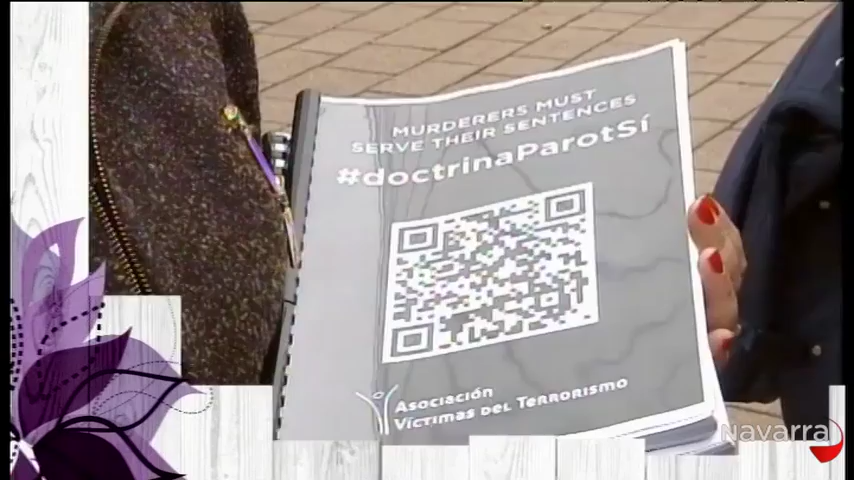 MURDERERS MUST
SERVE THEIR SENTENCES
#doctrinaParotSÍ
Asociación
Víctimas del Terrorismo
Navarra